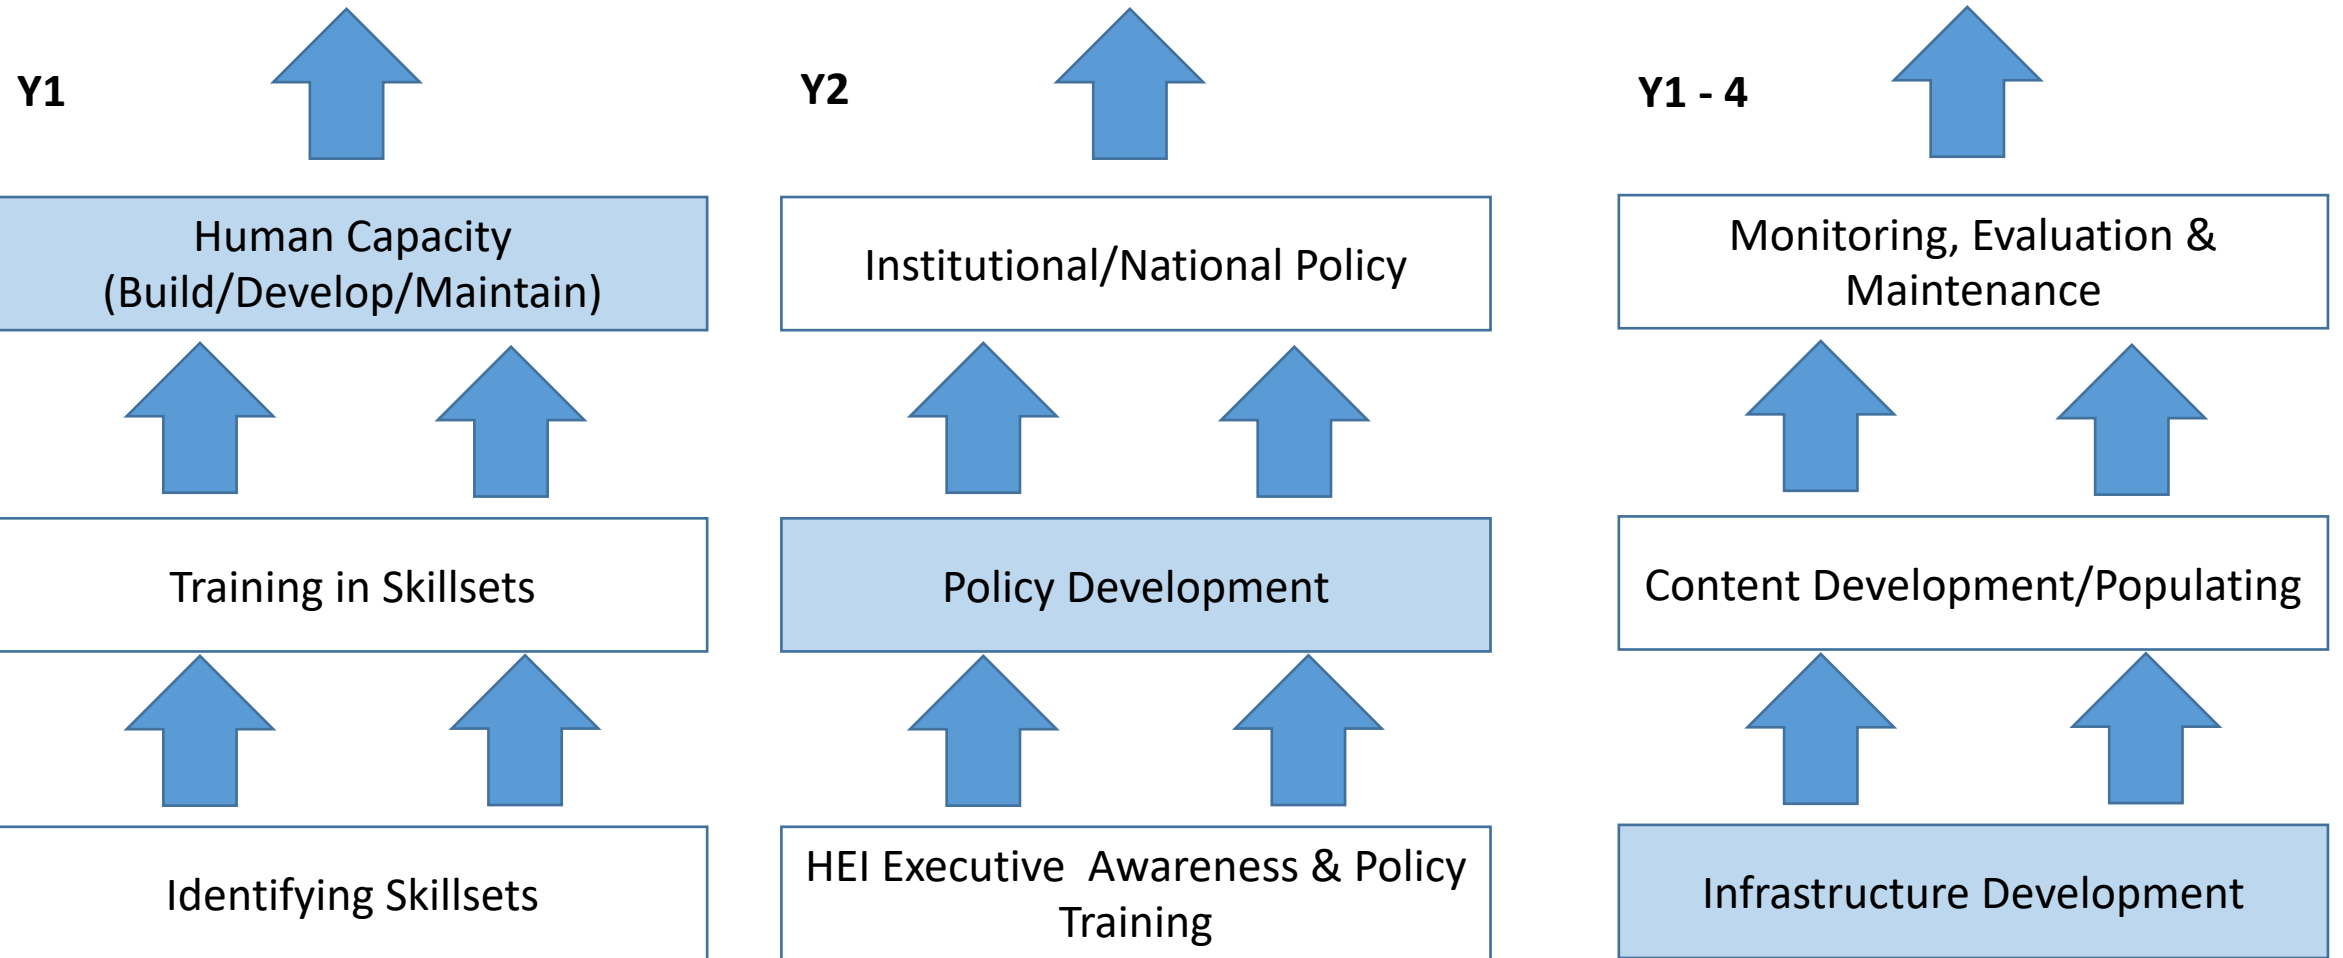 Y1
Human Capacity
(Build/Develop/Maintain)
Training in Skillsets
Identifying Skillsets
Y2
Institutional/National Policy
Policy Development
HEI Executive  Awareness & Policy
Training
Y1 - 4
Monitoring, Evaluation &
Maintenance
Content Development/Populating
Infrastructure Development